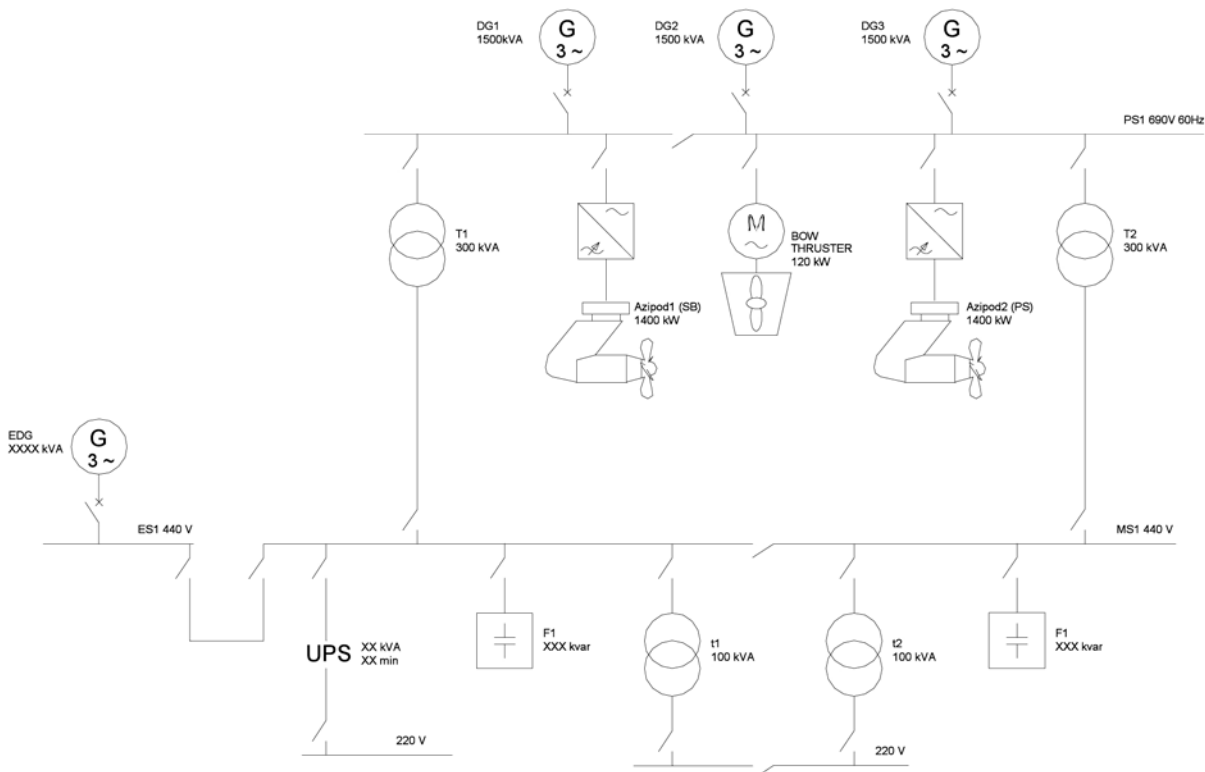 DG1
1500kVA
G
3 ~
DG2
1500 kVA
G
3 ~
DG3
1500 kVA
G
3 ~
PS1 690V 60Hz
T1
300 kVA
M
BOW
THRUSTER
120 kW
T2
300 kVA
Azipod1 (SB)
1400 kW
Azipod2 (PS)
1400 kW
EDG
XXXX kVA
G
3 ~
ES1 440 V
MS1 440 V
UPS
XX kVA
XX min
F1
XXX kvar
t1
100 kVA
t2
100 kVA
F1
XXX kvar
220 V
220 V